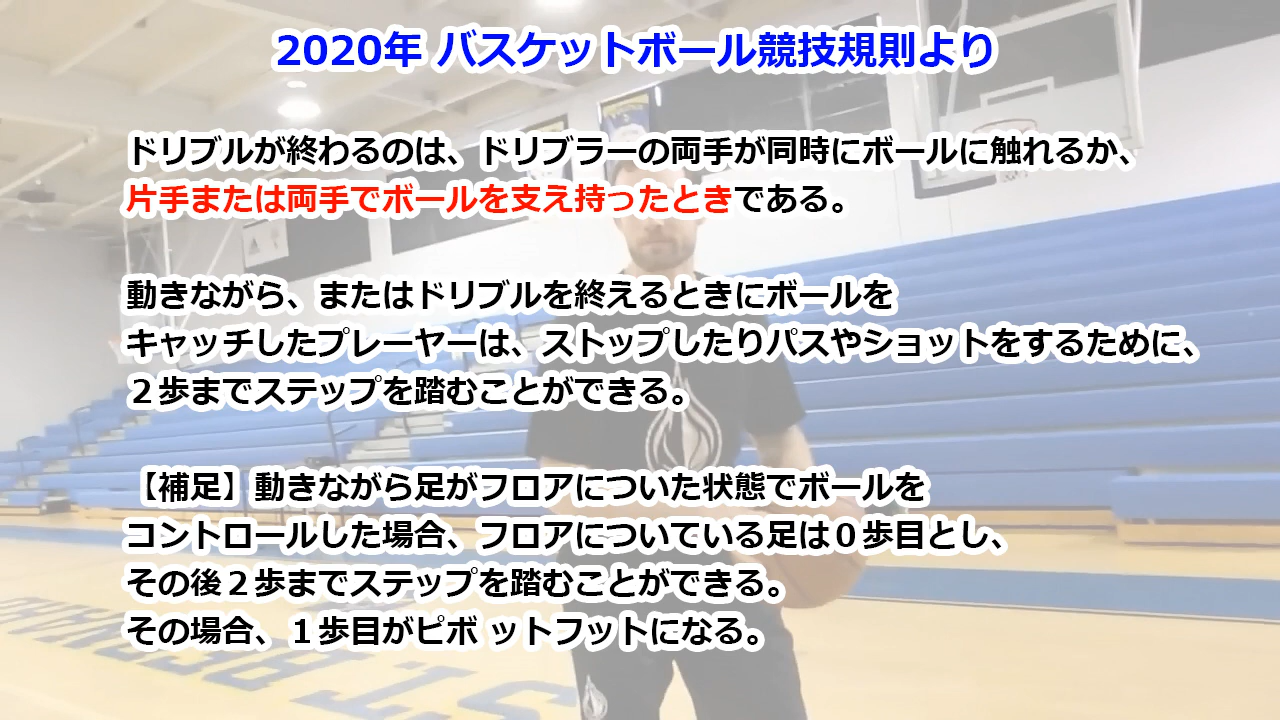 2020年 バスケットボール競技規則より
ドリブルが終わるのは、ドリブラーの両手が同時にボールに触れるか、
片手または両手でボールを支え持ったときである。
動きながら、またはドリブルを終えるときにボールを
キャッチしたプレーヤーは、ストップしたりパスやショットをするために、
２歩までステップを踏むことができる。
【補足】動きながら足がフロアについた状態でボールを
コントロールした場合、フロアについている足は０歩目とし、
その後２歩までステップを踏むことができる。
その場合、１歩目がピボ ットフットになる。